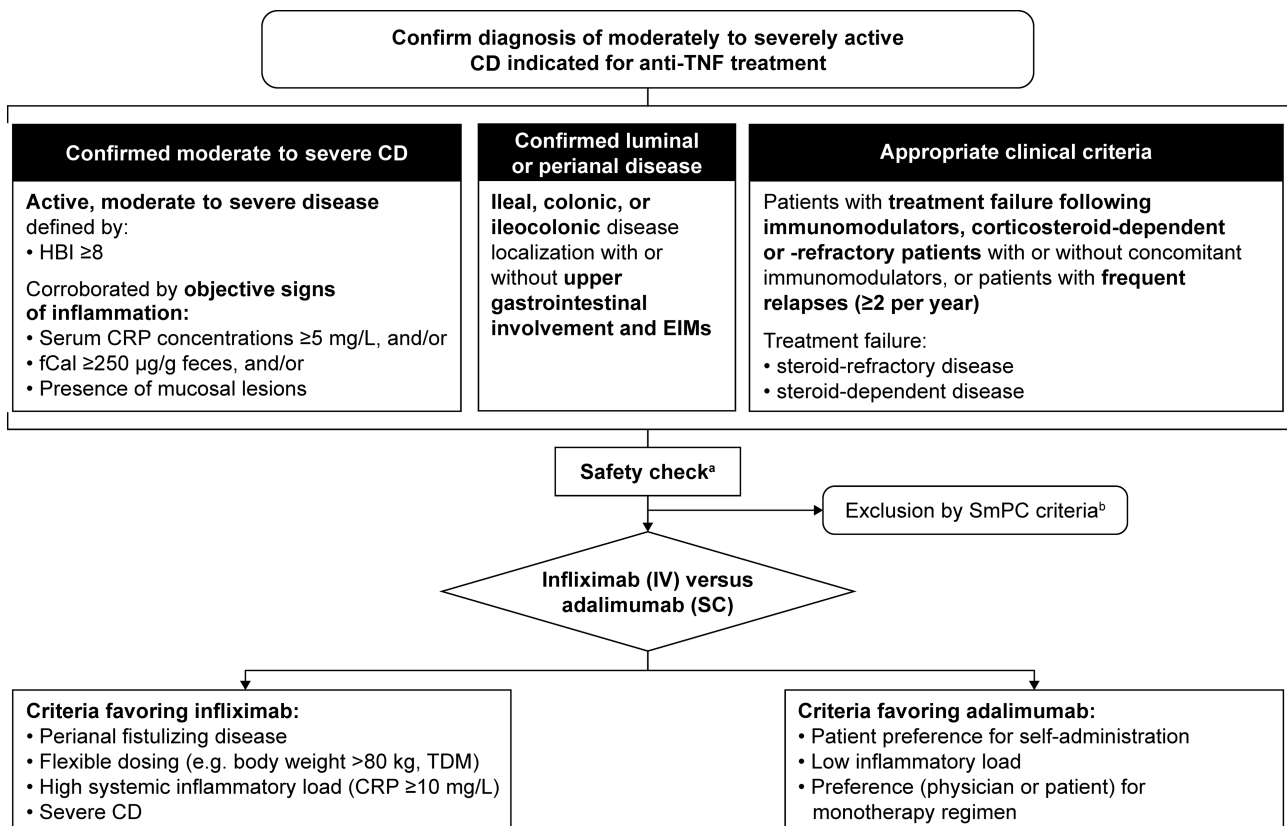 Confirm diagnosis of moderately to severely active
CD indicated for anti-TNF treatment
Confirmed moderate to severe CD
Active, moderate to severe disease
defined by:
• HBI ≥8
Corroborated by objective signs
of inflammation:
• Serum CRP concentrations ≥5 mg/L, and/or
• fCal ≥250 µg/g feces, and/or
• Presence of mucosal lesions
Confirmed luminal
or perianal disease
Ileal, colonic, or
ileocolonic disease
localization with or
without upper
gastrointestinal
involvement and EIMs
Appropriate clinical criteria
Patients with treatment failure following
immunomodulators, corticosteroid-dependent
or -refractory patients with or without concomitant
immunomodulators, or patients with frequent
relapses (≥2 per year)
Treatment failure:
• steroid-refractory disease
• steroid-dependent disease
Safety checkᵃ
Exclusion by SmPC criteriaᵇ
Infliximab (IV) versus
adalimumab (SC)
Criteria favoring infliximab:
• Perianal fistulizing disease
• Flexible dosing (e.g. body weight >80 kg, TDM)
• High systemic inflammatory load (CRP ≥10 mg/L)
• Severe CD
Criteria favoring adalimumab:
• Patient preference for self-administration
• Low inflammatory load
• Preference (physician or patient) for
monotherapy regimen